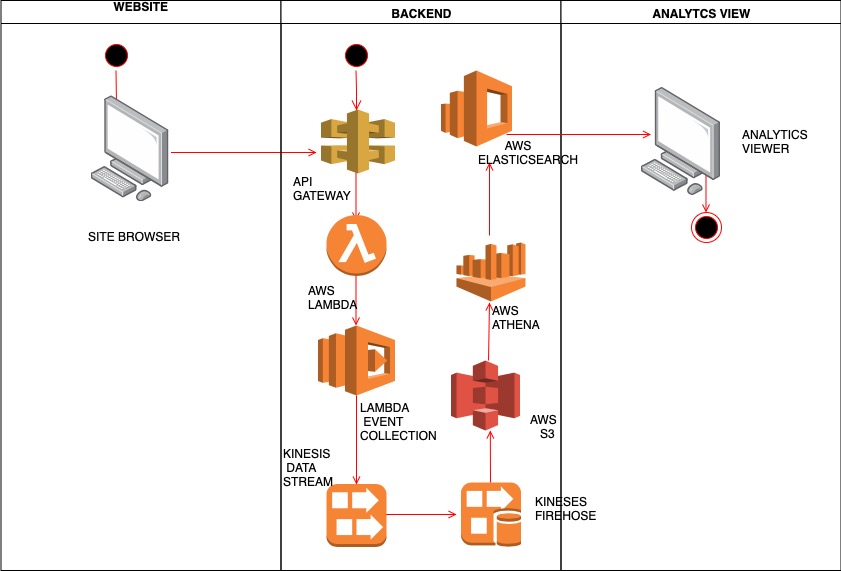 WEBSITE
BACKEND
ANALYTCS VIEW
SITE BROWSER
API
GATEWAY
AWS
LAMBDA
LAMBDA
EVENT
COLLECTION
KINESIS
DATA
STREAM
KINESES
FIREHOSE
AWS
S3
AWS
ATHENA
AWS
ELASTICSEARCH
ANALYTICS
VIEWER